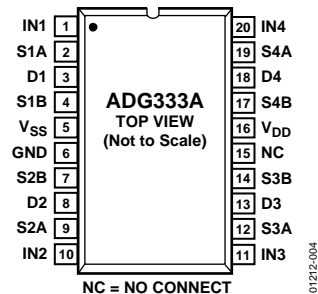 IN1 1
S1A 2
D1 3
S1B 4
VSS 5
GND 6
S2B 7
D2 8
S2A 9
IN2 10
ADG333A
TOP VIEW
(Not to Scale)
20 IN4
19 S4A
18 D4
17 S4B
16 VDD
15 NC
14 S3B
13 D3
12 S3A
11 IN3
NC = NO CONNECT
01212-004